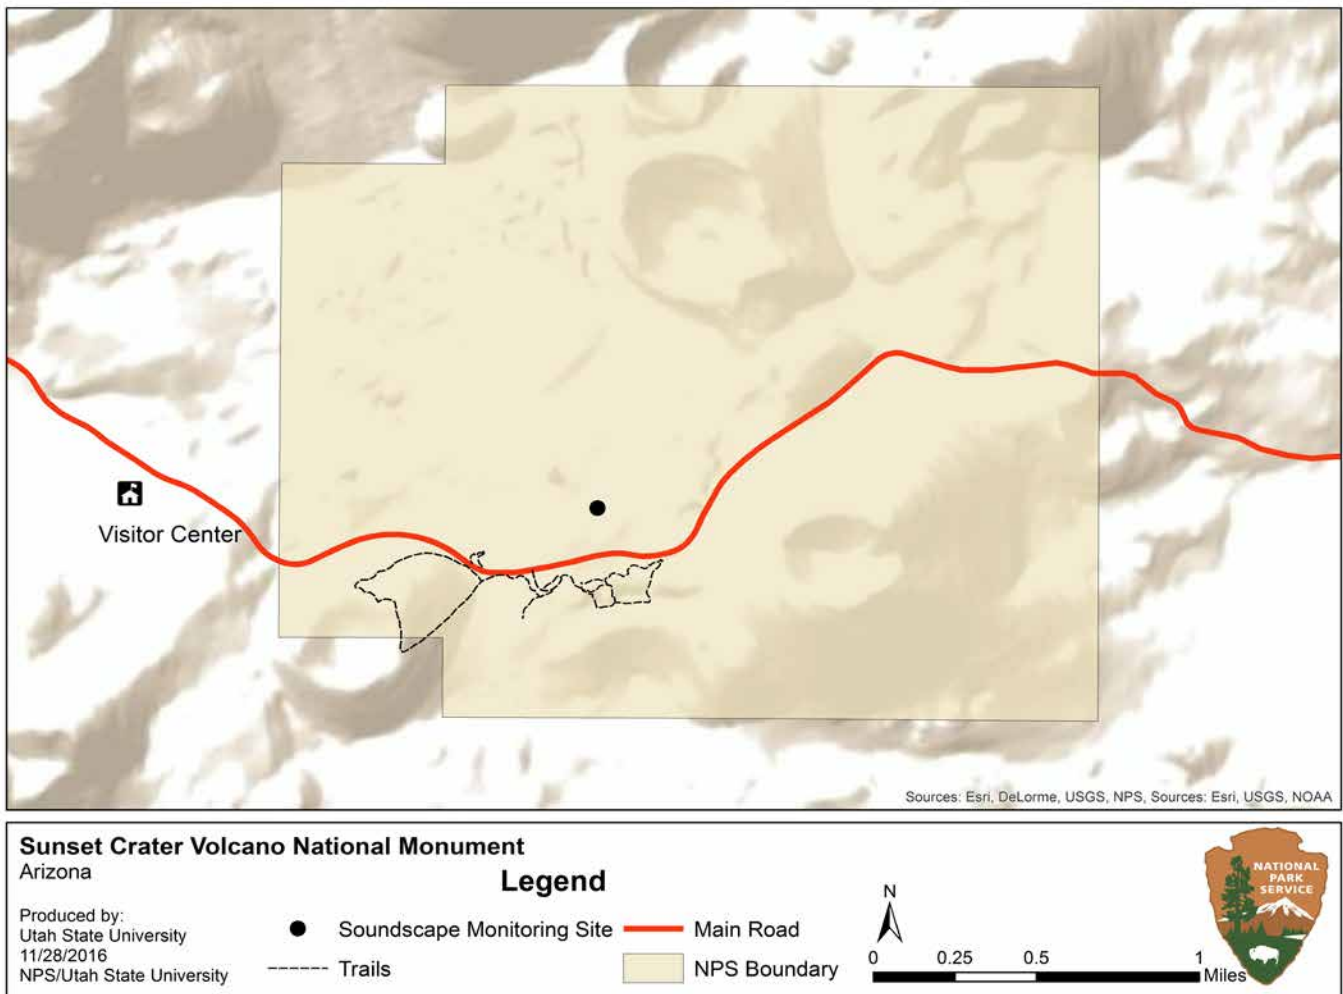 Visitor Center
Sources: Esri, DeLorme, USGS, NPS, Sources: Esri, USGS, NOAA
Sunset Crater Volcano National Monument
Arizona
Legend
Produced by:
Utah State University
11/28/2016
NPS/Utah State University
Soundscape Monitoring Site
Main Road
Trails
NPS Boundary
N
0 0.25 0.5 1
Miles
NATIONAL
PARK
SERVICE